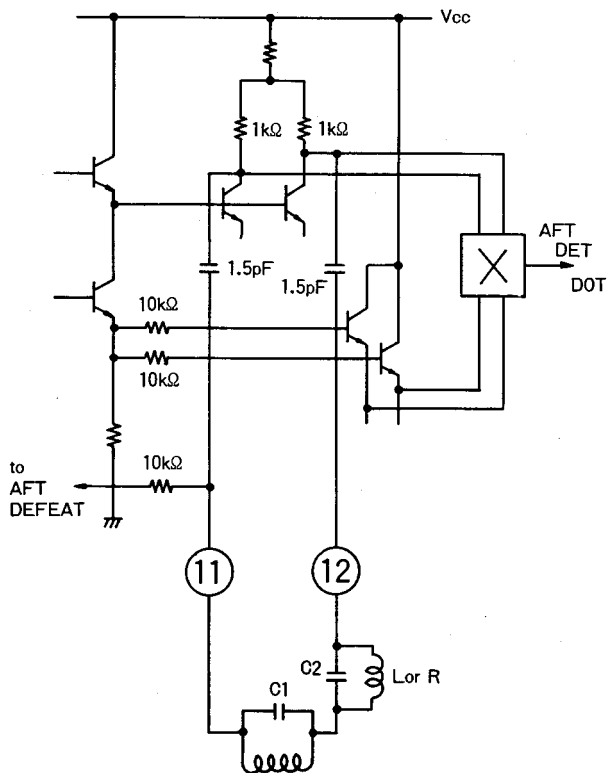 Vcc
1kΩ
1kΩ
1.5pF
1.5pF
AFT
DET
DOT
10kΩ
10kΩ
to
AFT
DEFEAT
10kΩ
11
12
C2
L or R
C1